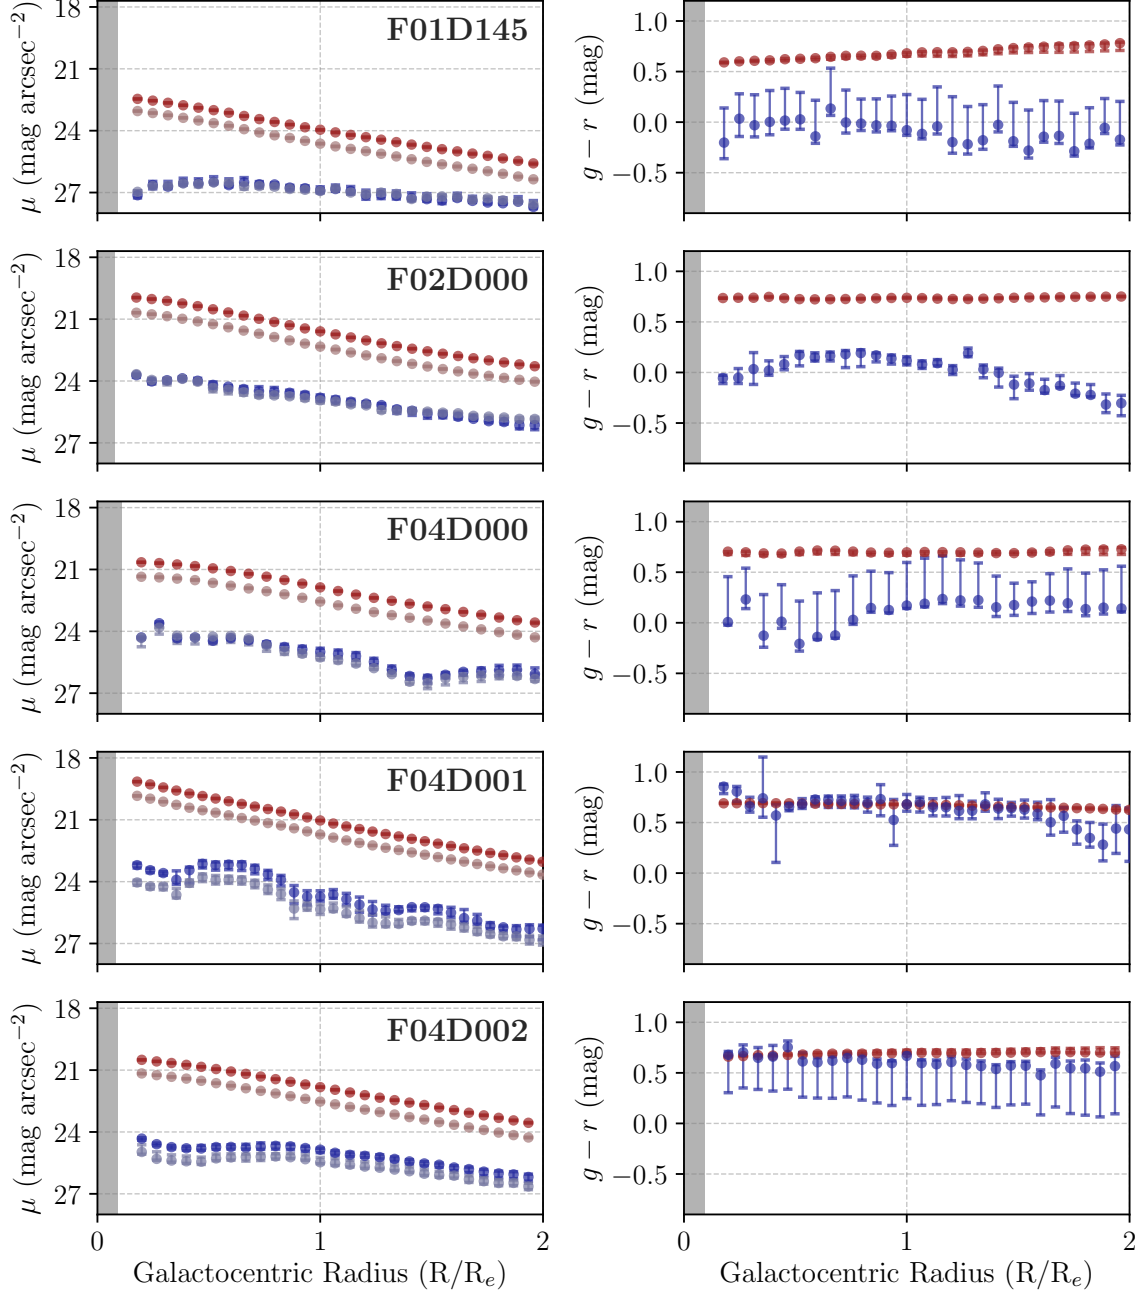 18
21
24
27
μ (mag arcsec⁻²)
F01D145
1.0
0.5
0.0
−0.5
g − r (mag)
18
21
24
27
μ (mag arcsec⁻²)
F02D000
1.0
0.5
0.0
−0.5
g − r (mag)
18
21
24
27
μ (mag arcsec⁻²)
F04D000
1.0
0.5
0.0
−0.5
g − r (mag)
18
21
24
27
μ (mag arcsec⁻²)
F04D001
1.0
0.5
0.0
−0.5
g − r (mag)
18
21
24
27
μ (mag arcsec⁻²)
F04D002
1.0
0.5
0.0
−0.5
g − r (mag)
0 1 2
Galactocentric Radius (R/Rₑ)
0 1 2
Galactocentric Radius (R/Rₑ)